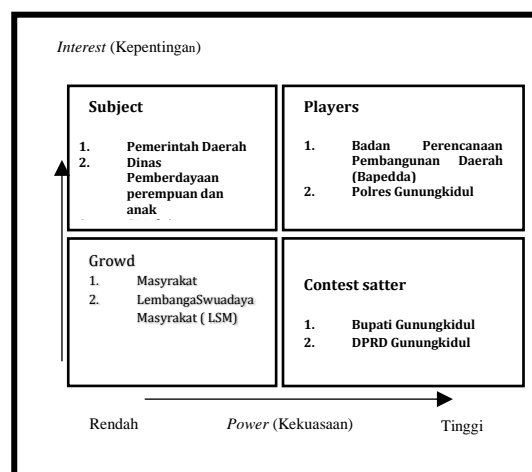 Interest (Kepentingan)
Subject
1. Pemerintah Daerah
2. Dinas
Pemberdayaan
perempuan dan
anak
Players
1. Badan Perencanaan
Pembangunan Daerah
(Bapedda)
2. Polres Gunungkidul
Growd
1. Masyrakat
2. LembangaSwuadaya
Masyrakat ( LSM)
Contest satter
1. Bupati Gunungkidul
2. DPRD Gunungkidul
Rendah
Power (Kekuasaan)
Tinggi